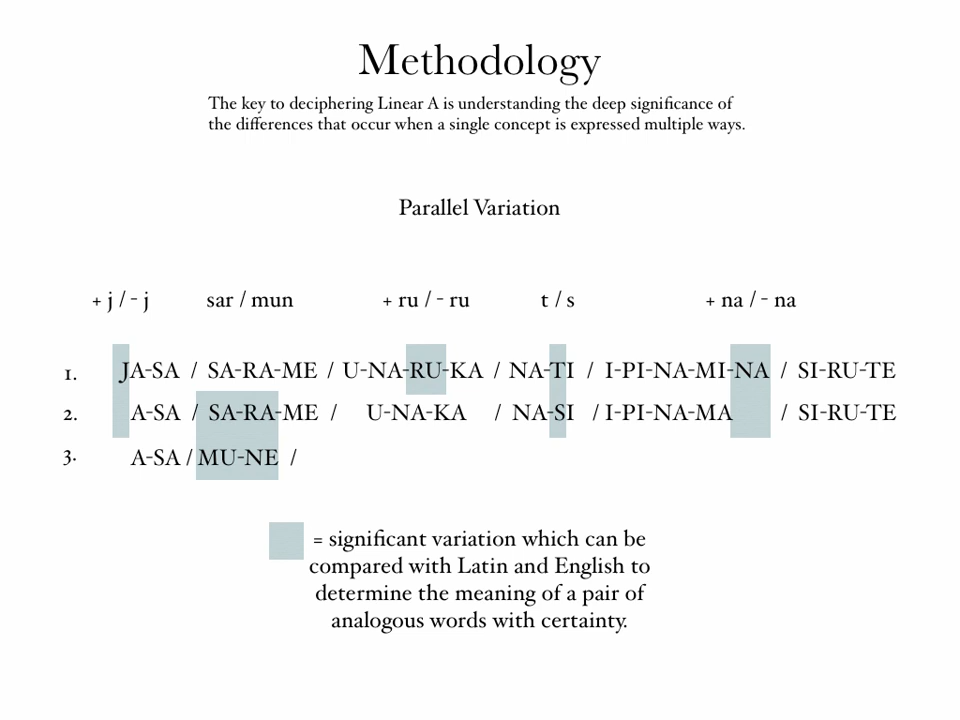 Methodology
The key to deciphering Linear A is understanding the deep significance of
the differences that occur when a single concept is expressed multiple ways.
Parallel Variation
+ j / - j sar / mun + ru / - ru t / s + na / - na
1. JA-SA / SA-RA-ME / U-NA-RU-KA / NA-TI / I-PI-NA-MI-NA / SI-RU-TE
2. A-SA / SA-RA-ME / U-NA-KA / NA-SI / I-PI-NA-MA / SI-RU-TE
3. A-SA / MU-NE /
= significant variation which can be
compared with Latin and English to
determine the meaning of a pair of
analogous words with certainty.